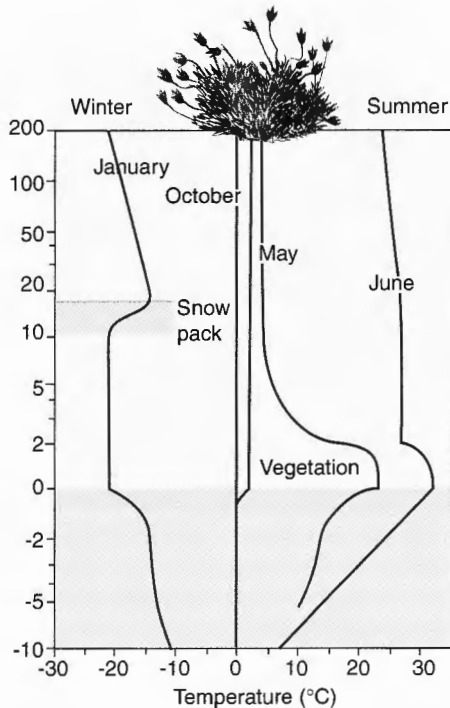 Winter
Summer
200
January
100
October
50
May
20
June
Snow
pack
10
5
2
Vegetation
0
-2
-5
-10
-30 -20 -10 0 10 20 30
Temperature (°C)